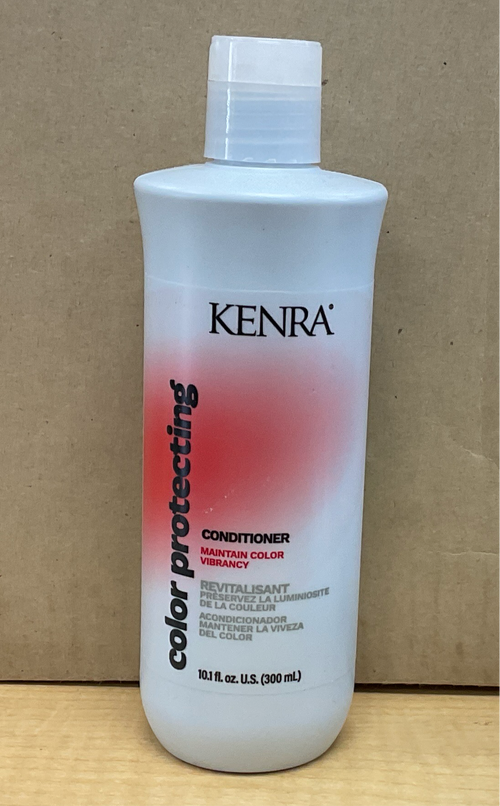 KENRA
color protecting
CONDITIONER
MAINTAIN COLOR
VIBRANCY
REVITALISANT
PRÉSERVEZ LA LUMINIOSITE
DE LA COULEUR
ACONDICIONADOR
MANTENER LA VIVEZA
DEL COLOR
10.1 fl. oz. U.S. (300 mL)